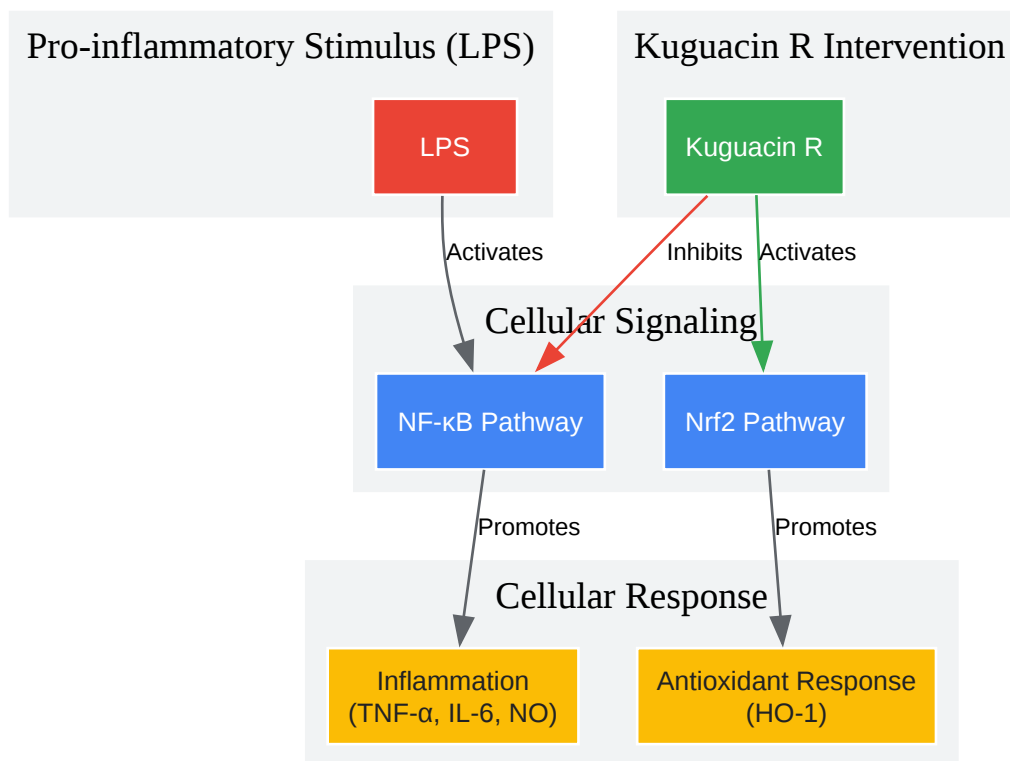 Pro-inflammatory Stimulus (LPS)
Kuguacin R Intervention
LPS
Kuguacin R
Activates
Inhibits
Activates
Cellular Signaling
NF-κB Pathway
Nrf2 Pathway
Promotes
Promotes
Cellular Response
Inflammation
(TNF-α, IL-6, NO)
Antioxidant Response
(HO-1)